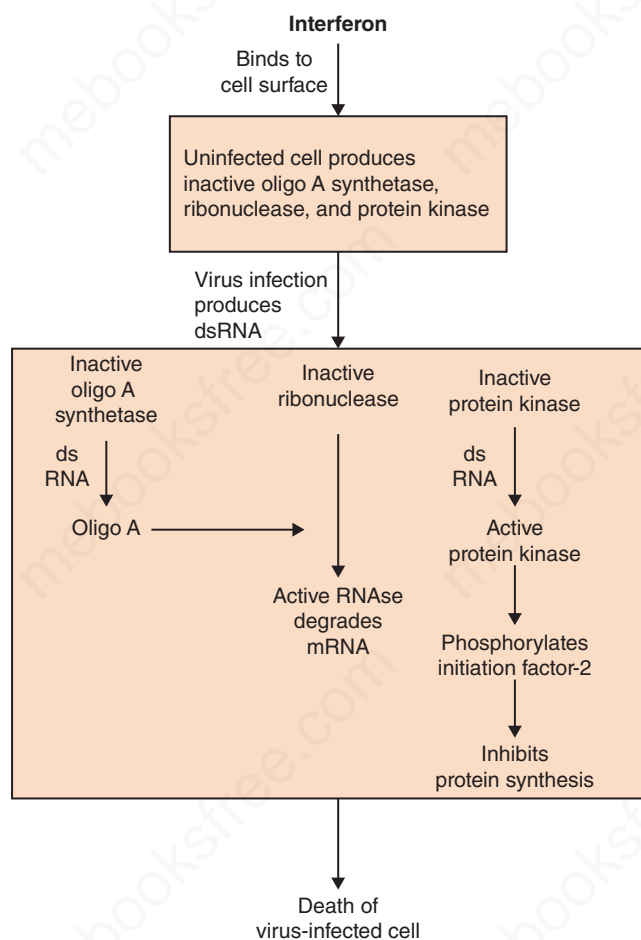 Interferon
Binds to
cell surface
Uninfected cell produces
inactive oligo A synthetase,
ribonuclease, and protein kinase
Virus infection
produces
dsRNA
Inactive
oligo A
synthetase
ds
RNA
Oligo A
Inactive
ribonuclease
Active RNAse
degrades
mRNA
Inactive
protein kinase
ds
RNA
Active
protein kinase
Phosphorylates
initiation factor-2
Inhibits
protein synthesis
Death of
virus-infected cell
mebooksfree.com